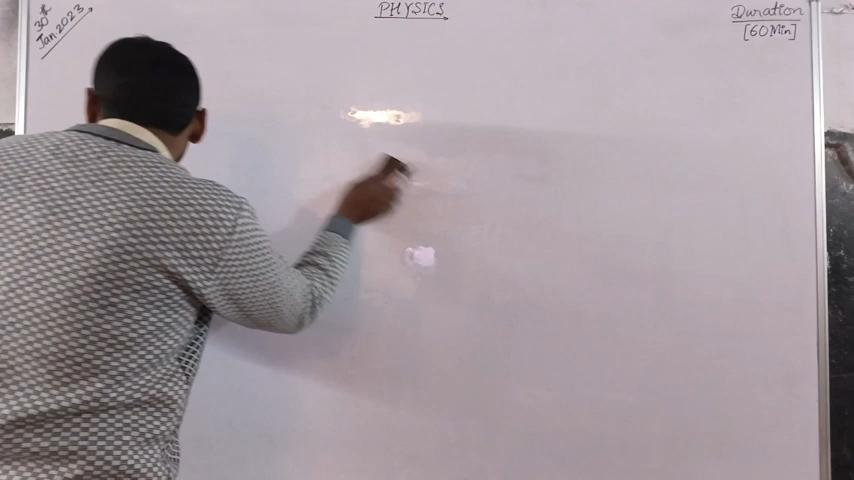 30th
Jan 2023
PHYSICS
Duration
[60 Min]